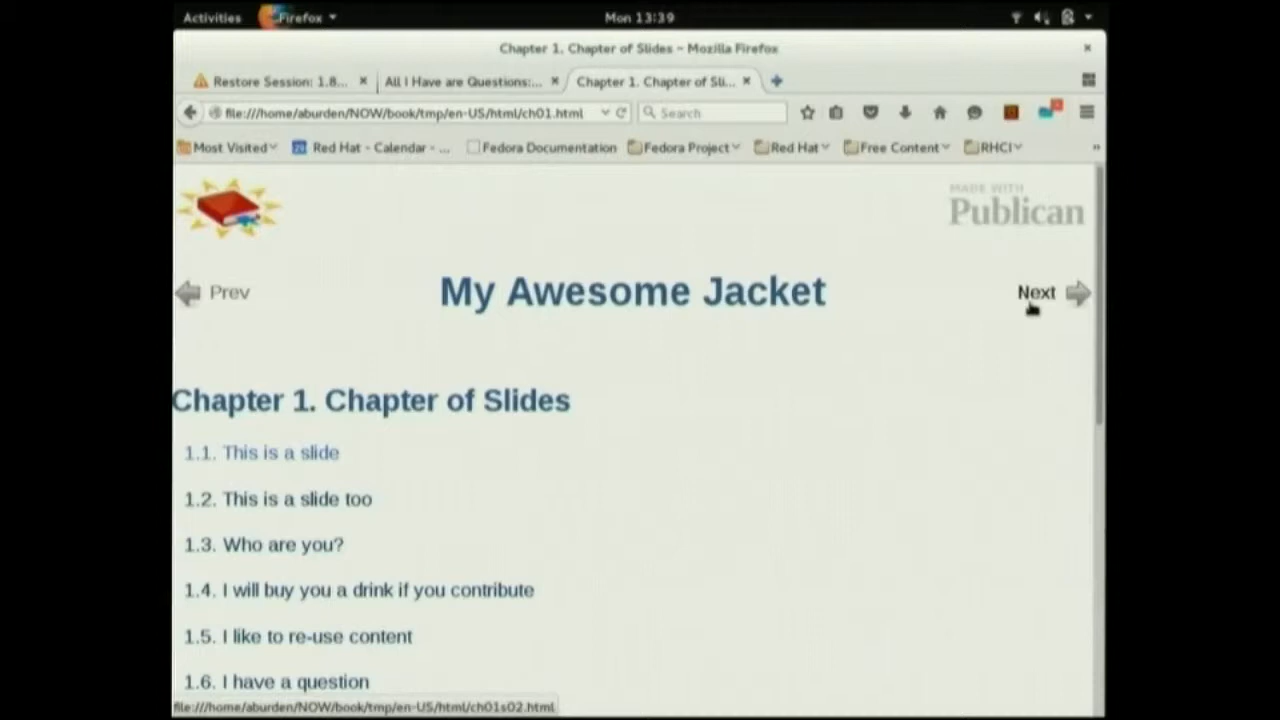 Activities Firefox Mon 13:39
Chapter 1. Chapter of Slides - Mozilla Firefox
Restore Session: 1.8... All I Have are Questions:... Chapter 1. Chapter of Sli...
file:///home/aburden/NOW/book/tmp/en-US/html/ch01.html Search
Most Visited Red Hat - Calendar - ... Fedora Documentation Fedora Project Red Hat Free Content RHCI »
MADE WITH
Publican
Prev My Awesome Jacket Next
Chapter 1. Chapter of Slides
1.1. This is a slide
1.2. This is a slide too
1.3. Who are you?
1.4. I will buy you a drink if you contribute
1.5. I like to re-use content
1.6. I have a question
file:///home/aburden/NOW/book/tmp/en-US/html/ch01s02.html